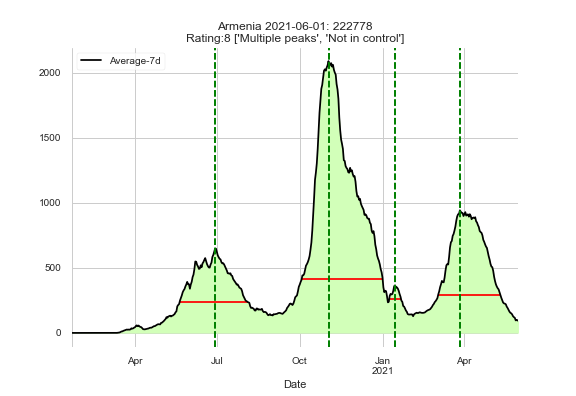 Armenia 2021-06-01: 222778
Rating:8 ['Multiple peaks', 'Not in control']
Average-7d
2000
1500
1000
500
0
Apr Jul Oct Jan Apr
2021
Date